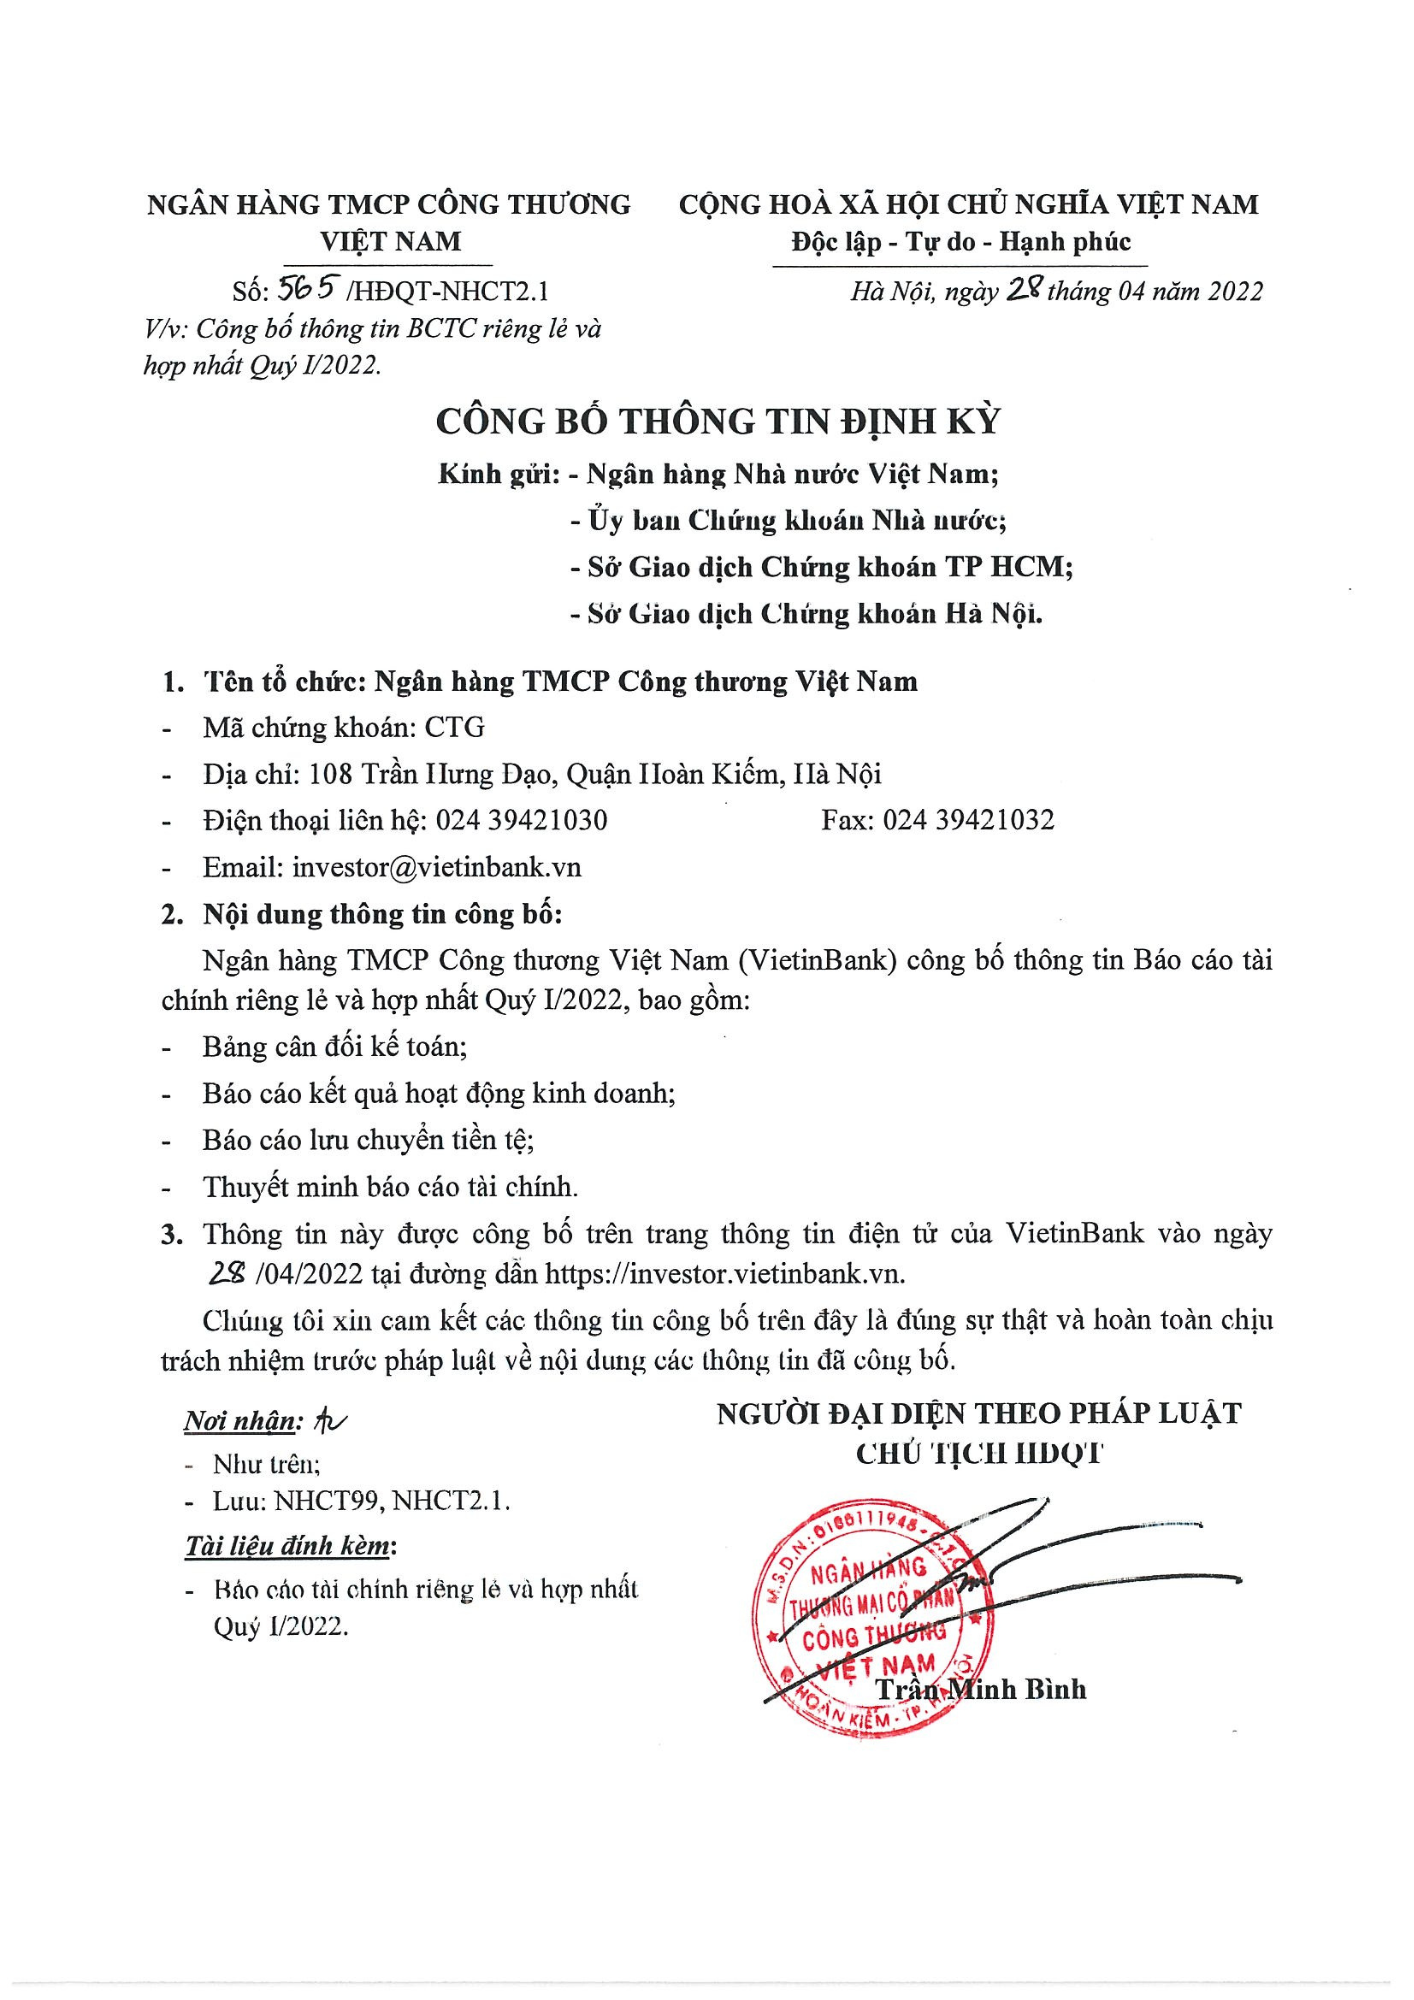 NGÂN HÀNG TMCP CÔNG THƯƠNG
VIỆT NAM
CỘNG HOÀ XÃ HỘI CHỦ NGHĨA VIỆT NAM
Độc lập - Tự do - Hạnh phúc
Số: 565 /HĐQT-NHCT2.1
Hà Nội, ngày 28 tháng 04 năm 2022
V/v: Công bố thông tin BCTC riêng lẻ và
hợp nhất Quý I/2022.
CÔNG BỐ THÔNG TIN ĐỊNH KỲ
Kính gửi: - Ngân hàng Nhà nước Việt Nam;
- Ủy ban Chứng khoán Nhà nước;
- Sở Giao dịch Chứng khoán TP HCM;
- Sở Giao dịch Chứng khoán Hà Nội.
1. Tên tổ chức: Ngân hàng TMCP Công thương Việt Nam
- Mã chứng khoán: CTG
- Địa chỉ: 108 Trần Hưng Đạo, Quận Hoàn Kiếm, Hà Nội
- Điện thoại liên hệ: 024 39421030 Fax: 024 39421032
- Email: investor@vietinbank.vn
2. Nội dung thông tin công bố:
Ngân hàng TMCP Công thương Việt Nam (VietinBank) công bố thông tin Báo cáo tài
chính riêng lẻ và hợp nhất Quý I/2022, bao gồm:
- Bảng cân đối kế toán;
- Báo cáo kết quả hoạt động kinh doanh;
- Báo cáo lưu chuyển tiền tệ;
- Thuyết minh báo cáo tài chính.
3. Thông tin này được công bố trên trang thông tin điện tử của VietinBank vào ngày
28 /04/2022 tại đường dẫn https://investor.vietinbank.vn.
Chúng tôi xin cam kết các thông tin công bố trên đây là đúng sự thật và hoàn toàn chịu
trách nhiệm trước pháp luật về nội dung các thông tin đã công bố.
Nơi nhận:
- Như trên;
- Lưu: NHCT99, NHCT2.1.
Tài liệu đính kèm:
- Báo cáo tài chính riêng lẻ và hợp nhất
Quý I/2022.
NGƯỜI ĐẠI DIỆN THEO PHÁP LUẬT
CHỦ TỊCH HĐQT
M.S.D.N: 0100111948 - C.T.C.P
NGÂN HÀNG
THƯƠNG MẠI CỔ PHẦN
CÔNG THƯƠNG
VIỆT NAM
Q. HOÀN KIẾM - TP. HÀ NỘI
Trần Minh Bình